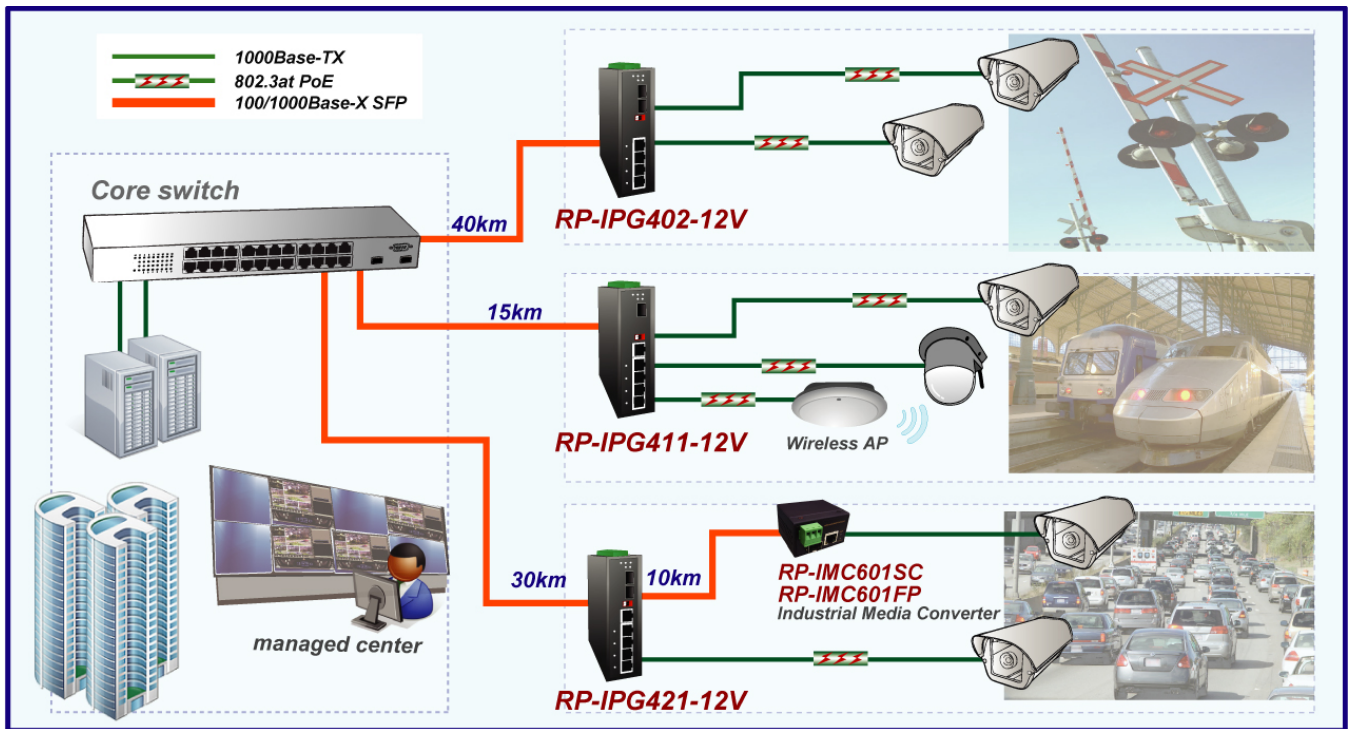 1000Base-TX
802.3at PoE
100/1000Base-X SFP
Core switch
40km
RP-IPG402-12V
15km
RP-IPG411-12V
Wireless AP
30km
10km
RP-IMC601SC
RP-IMC601FP
Industrial Media Converter
managed center
RP-IPG421-12V